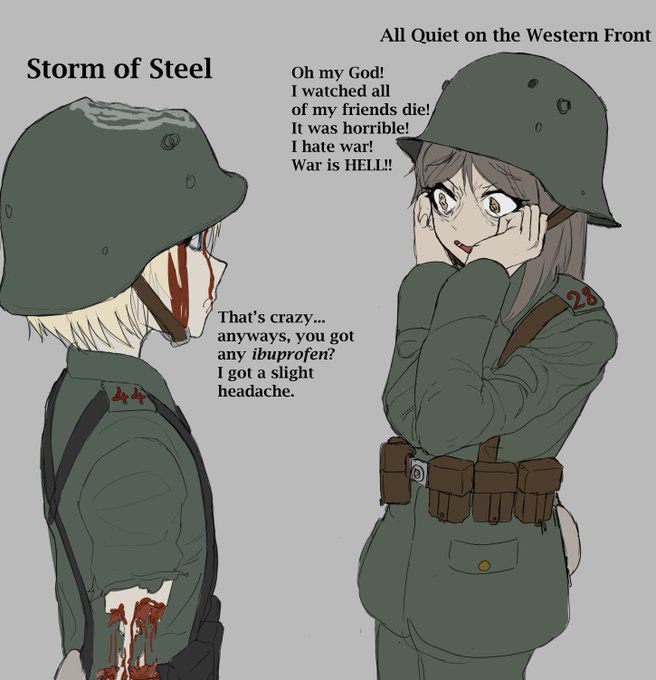 Storm of Steel
All Quiet on the Western Front
Oh my God!
I watched all
of my friends die!
It was horrible!
I hate war!
War is HELL!!
28
That's crazy...
anyways, you got
any ibuprofen?
I got a slight
headache.
44